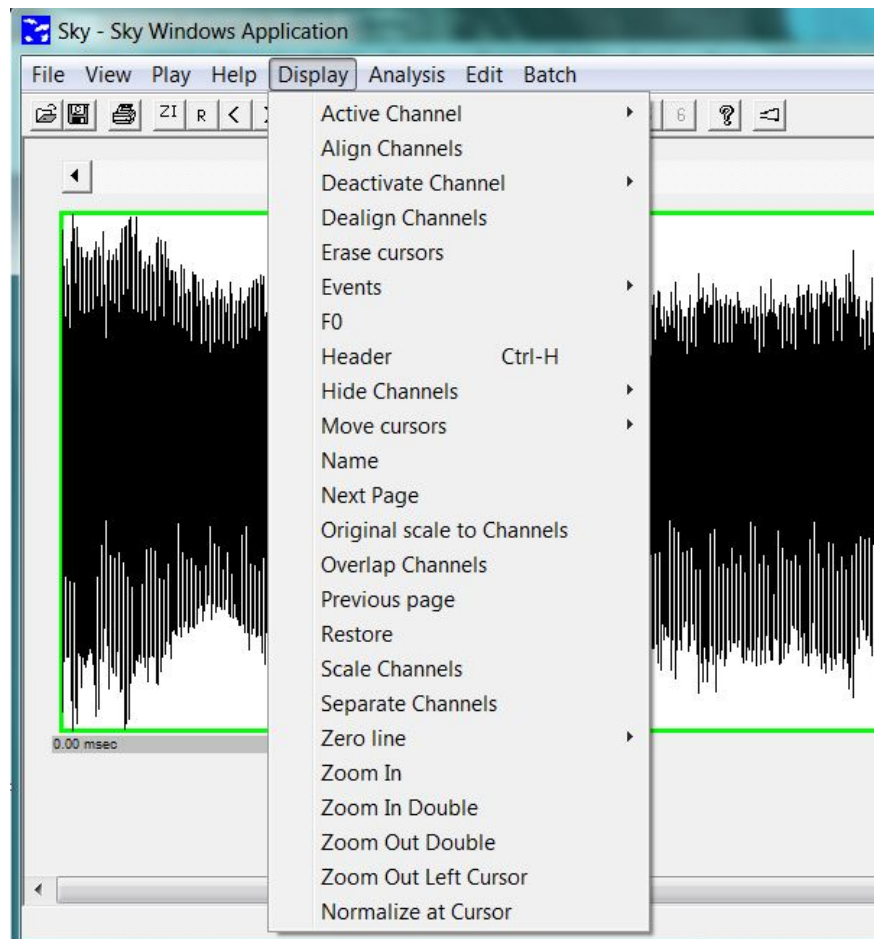 Sky - Sky Windows Application
File View Play Help Display Analysis Edit Batch
ZI R < 6
Active Channel
Align Channels
Deactivate Channel
Dealign Channels
Erase cursors
Events
F0
Header Ctrl-H
Hide Channels
Move cursors
Name
Next Page
Original scale to Channels
Overlap Channels
Previous page
Restore
Scale Channels
Separate Channels
Zero line
0.00 msec
Zoom In
Zoom In Double
Zoom Out Double
Zoom Out Left Cursor
Normalize at Cursor